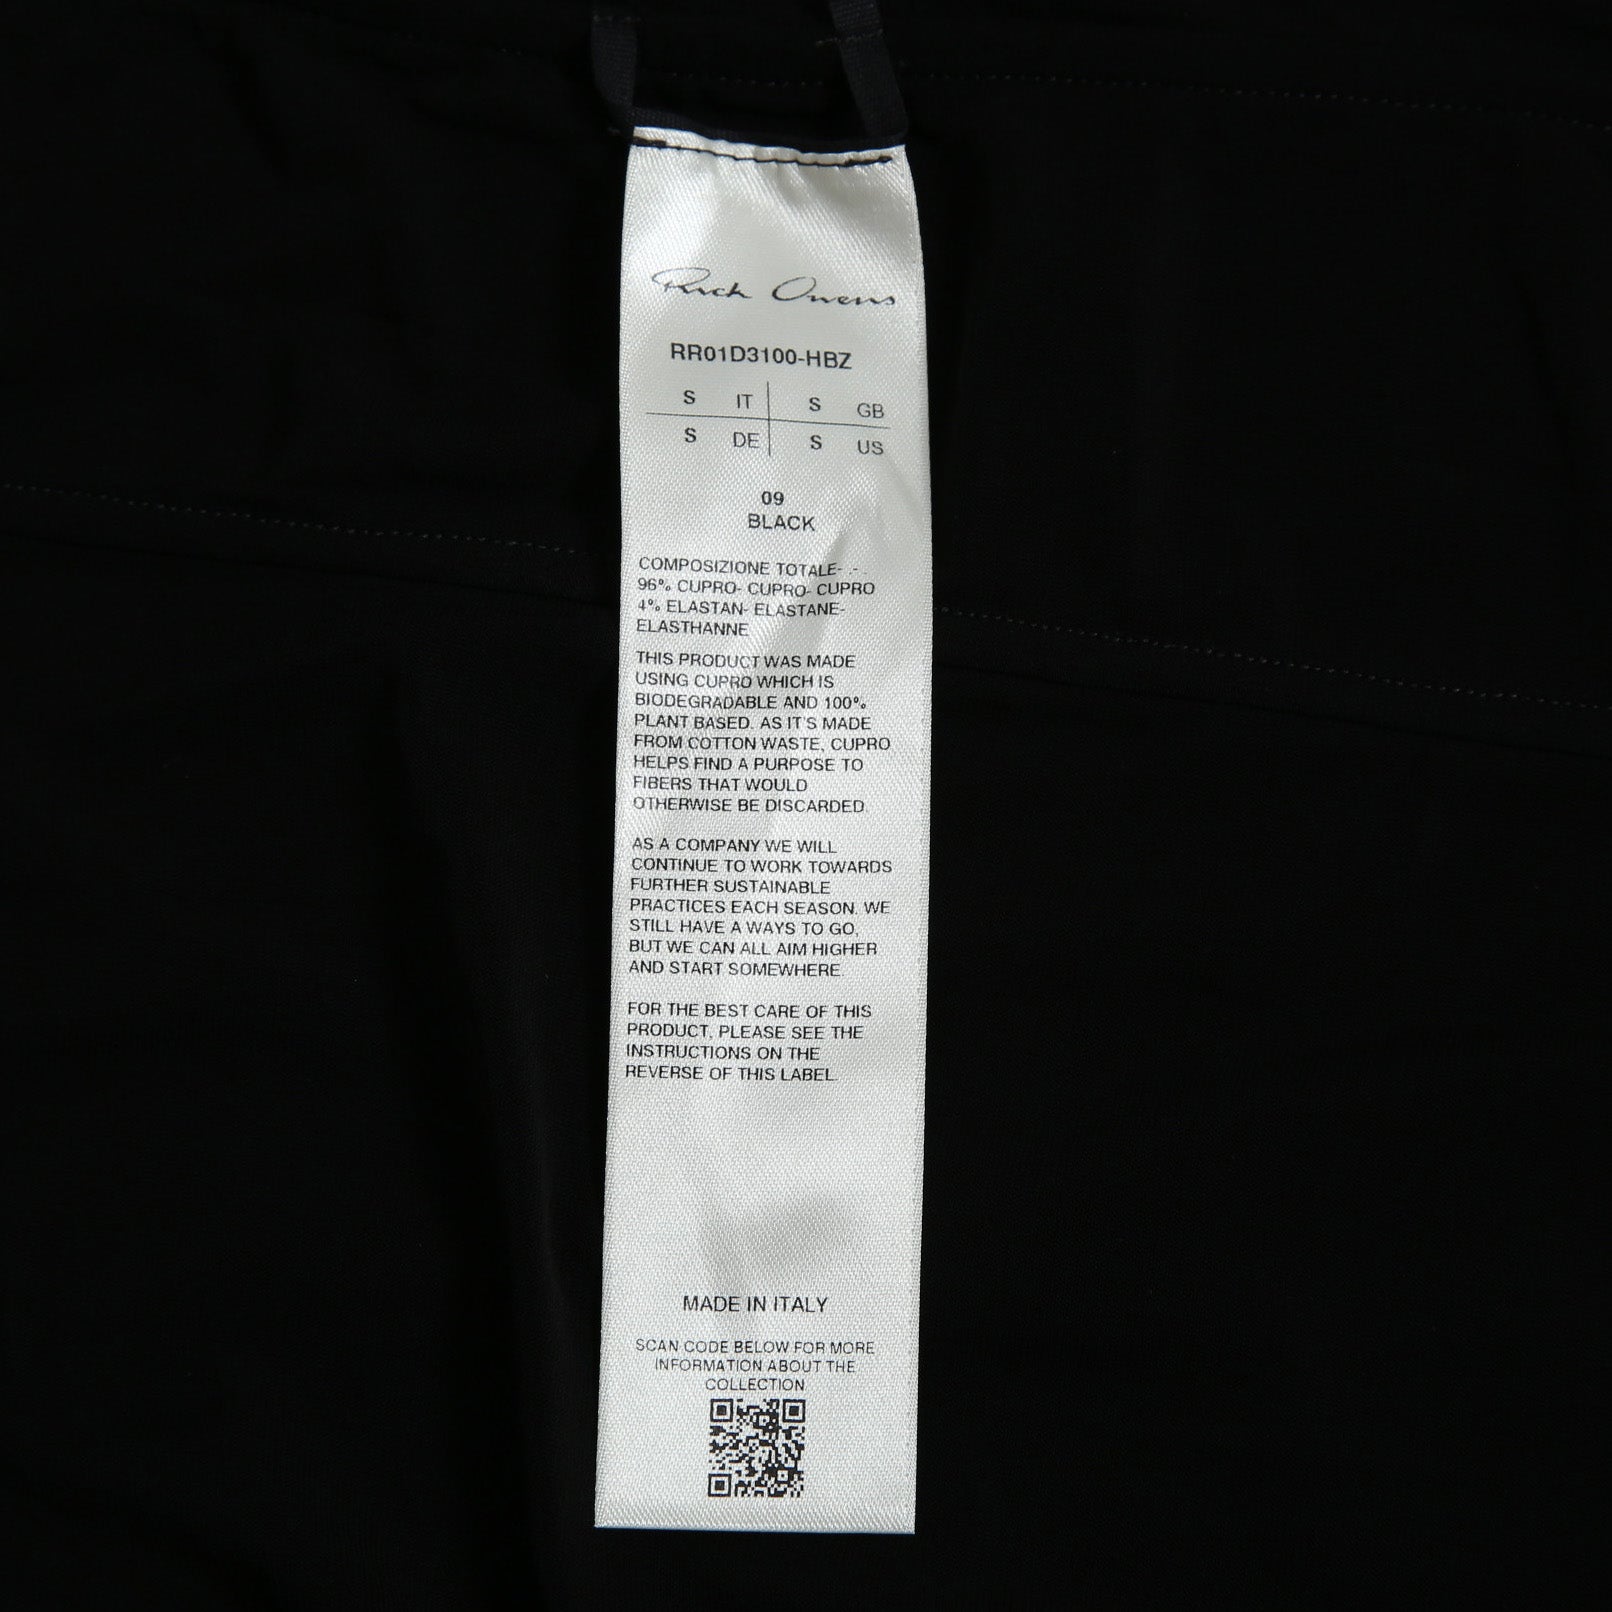 Rick Owens
RR01D3100-HBZ
S IT S GB
S DE S US
09
BLACK
COMPOSIZIONE TOTALE- .- .
96% CUPRO- CUPRO- CUPRO
4% ELASTAN- ELASTANE-
ELASTHANNE
THIS PRODUCT WAS MADE
USING CUPRO WHICH IS
BIODEGRADABLE AND 100%
PLANT BASED. AS IT'S MADE
FROM COTTON WASTE, CUPRO
HELPS FIND A PURPOSE TO
FIBERS THAT WOULD
OTHERWISE BE DISCARDED.
AS A COMPANY WE WILL
CONTINUE TO WORK TOWARDS
FURTHER SUSTAINABLE
PRACTICES EACH SEASON. WE
STILL HAVE A WAYS TO GO,
BUT WE CAN ALL AIM HIGHER
AND START SOMEWHERE.
FOR THE BEST CARE OF THIS
PRODUCT, PLEASE SEE THE
INSTRUCTIONS ON THE
REVERSE OF THIS LABEL.
MADE IN ITALY
SCAN CODE BELOW FOR MORE
INFORMATION ABOUT THE
COLLECTION